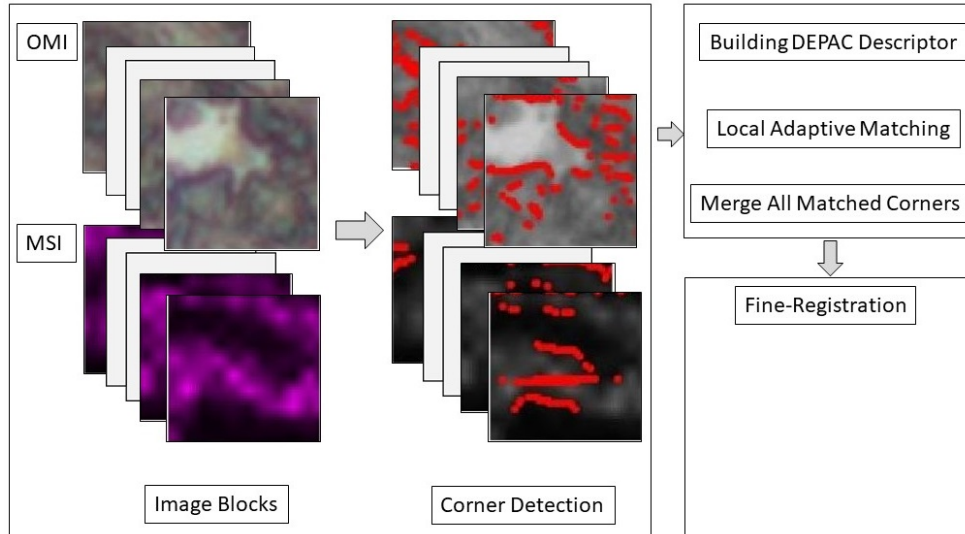 OMI
MSI
Image Blocks
Corner Detection
Building DEPAC Descriptor
Local Adaptive Matching
Merge All Matched Corners
Fine-Registration